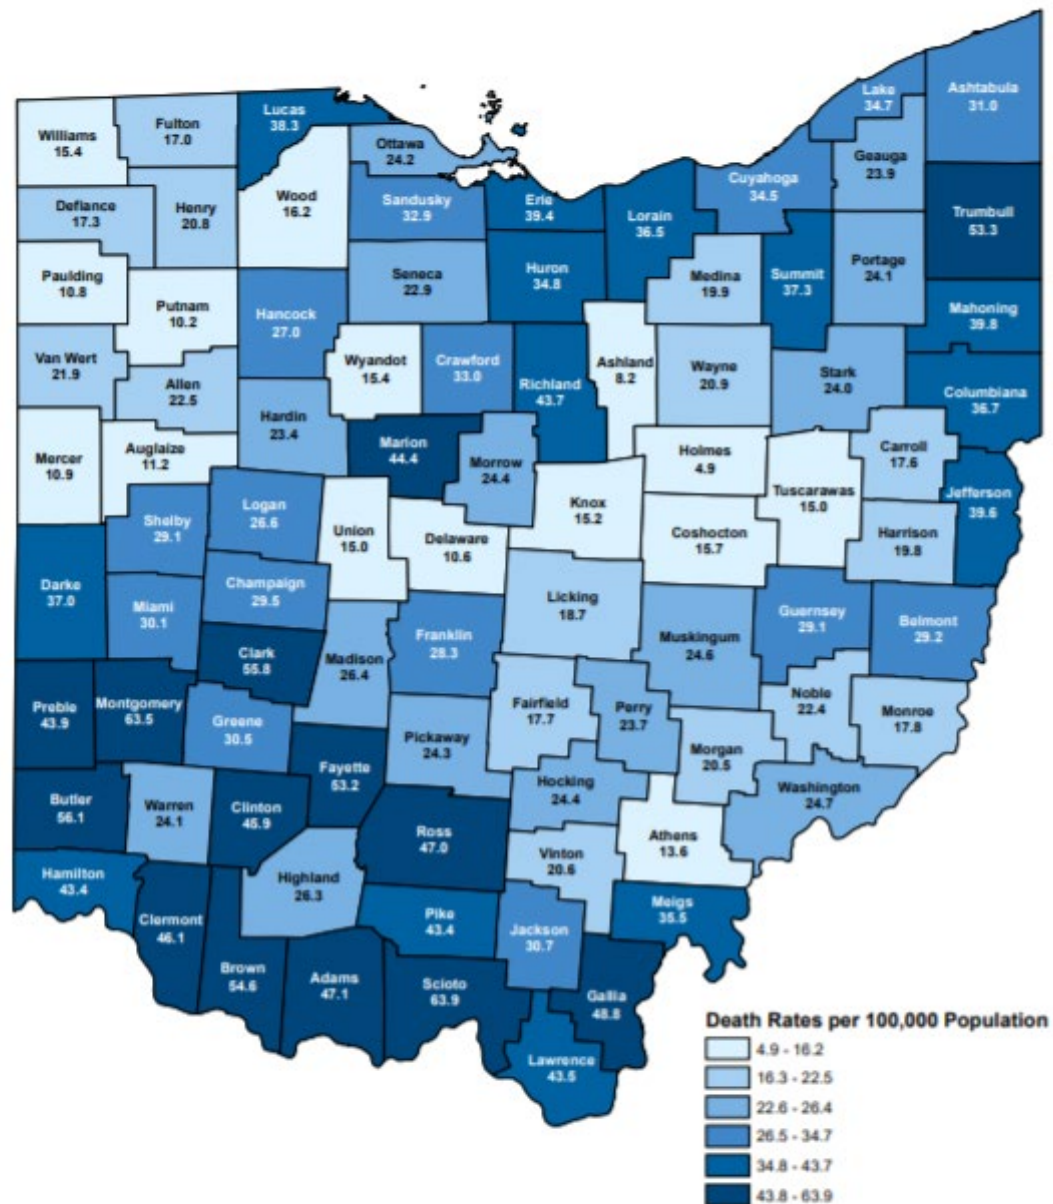 Lake
34.7
Ashtabula
31.0
Williams
15.4
Fulton
17.0
Lucas
38.3
Ottawa
24.2
Geauga
23.9
Cuyahoga
34.5
Defiance
17.3
Henry
20.8
Wood
16.2
Sandusky
32.9
Erie
39.4
Lorain
36.5
Trumbull
53.3
Paulding
10.8
Putnam
10.2
Hancock
27.0
Seneca
22.9
Huron
34.8
Medina
19.9
Summit
37.3
Portage
24.1
Mahoning
39.8
Van Wert
21.9
Allen
22.5
Wyandot
15.4
Crawford
33.0
Richland
43.7
Ashland
8.2
Wayne
20.9
Stark
24.0
Columbiana
36.7
Mercer
10.9
Auglaize
11.2
Hardin
23.4
Marion
44.4
Morrow
24.4
Holmes
4.9
Carroll
17.6
Tuscarawas
15.0
Jefferson
39.6
Shelby
29.1
Logan
26.6
Union
15.0
Delaware
10.6
Knox
15.2
Coshocton
15.7
Harrison
19.8
Darke
37.0
Miami
30.1
Champaign
29.5
Licking
18.7
Guernsey
29.1
Belmont
29.2
Clark
55.8
Madison
26.4
Franklin
28.3
Muskingum
24.6
Preble
43.9
Montgomery
63.5
Greene
30.5
Pickaway
24.3
Fairfield
17.7
Perry
23.7
Noble
22.4
Monroe
17.8
Morgan
20.5
Fayette
53.2
Butler
56.1
Warren
24.1
Clinton
45.9
Hocking
24.4
Washington
24.7
Ross
47.0
Vinton
20.6
Athens
13.6
Hamilton
43.4
Highland
26.3
Clermont
46.1
Pike
43.4
Jackson
30.7
Meigs
35.5
Brown
54.6
Adams
47.1
Scioto
63.9
Gallia
48.8
Lawrence
43.5
Death Rates per 100,000 Population
4.9 - 16.2
16.3 - 22.5
22.6 - 26.4
26.5 - 34.7
34.8 - 43.7
43.8 - 63.9